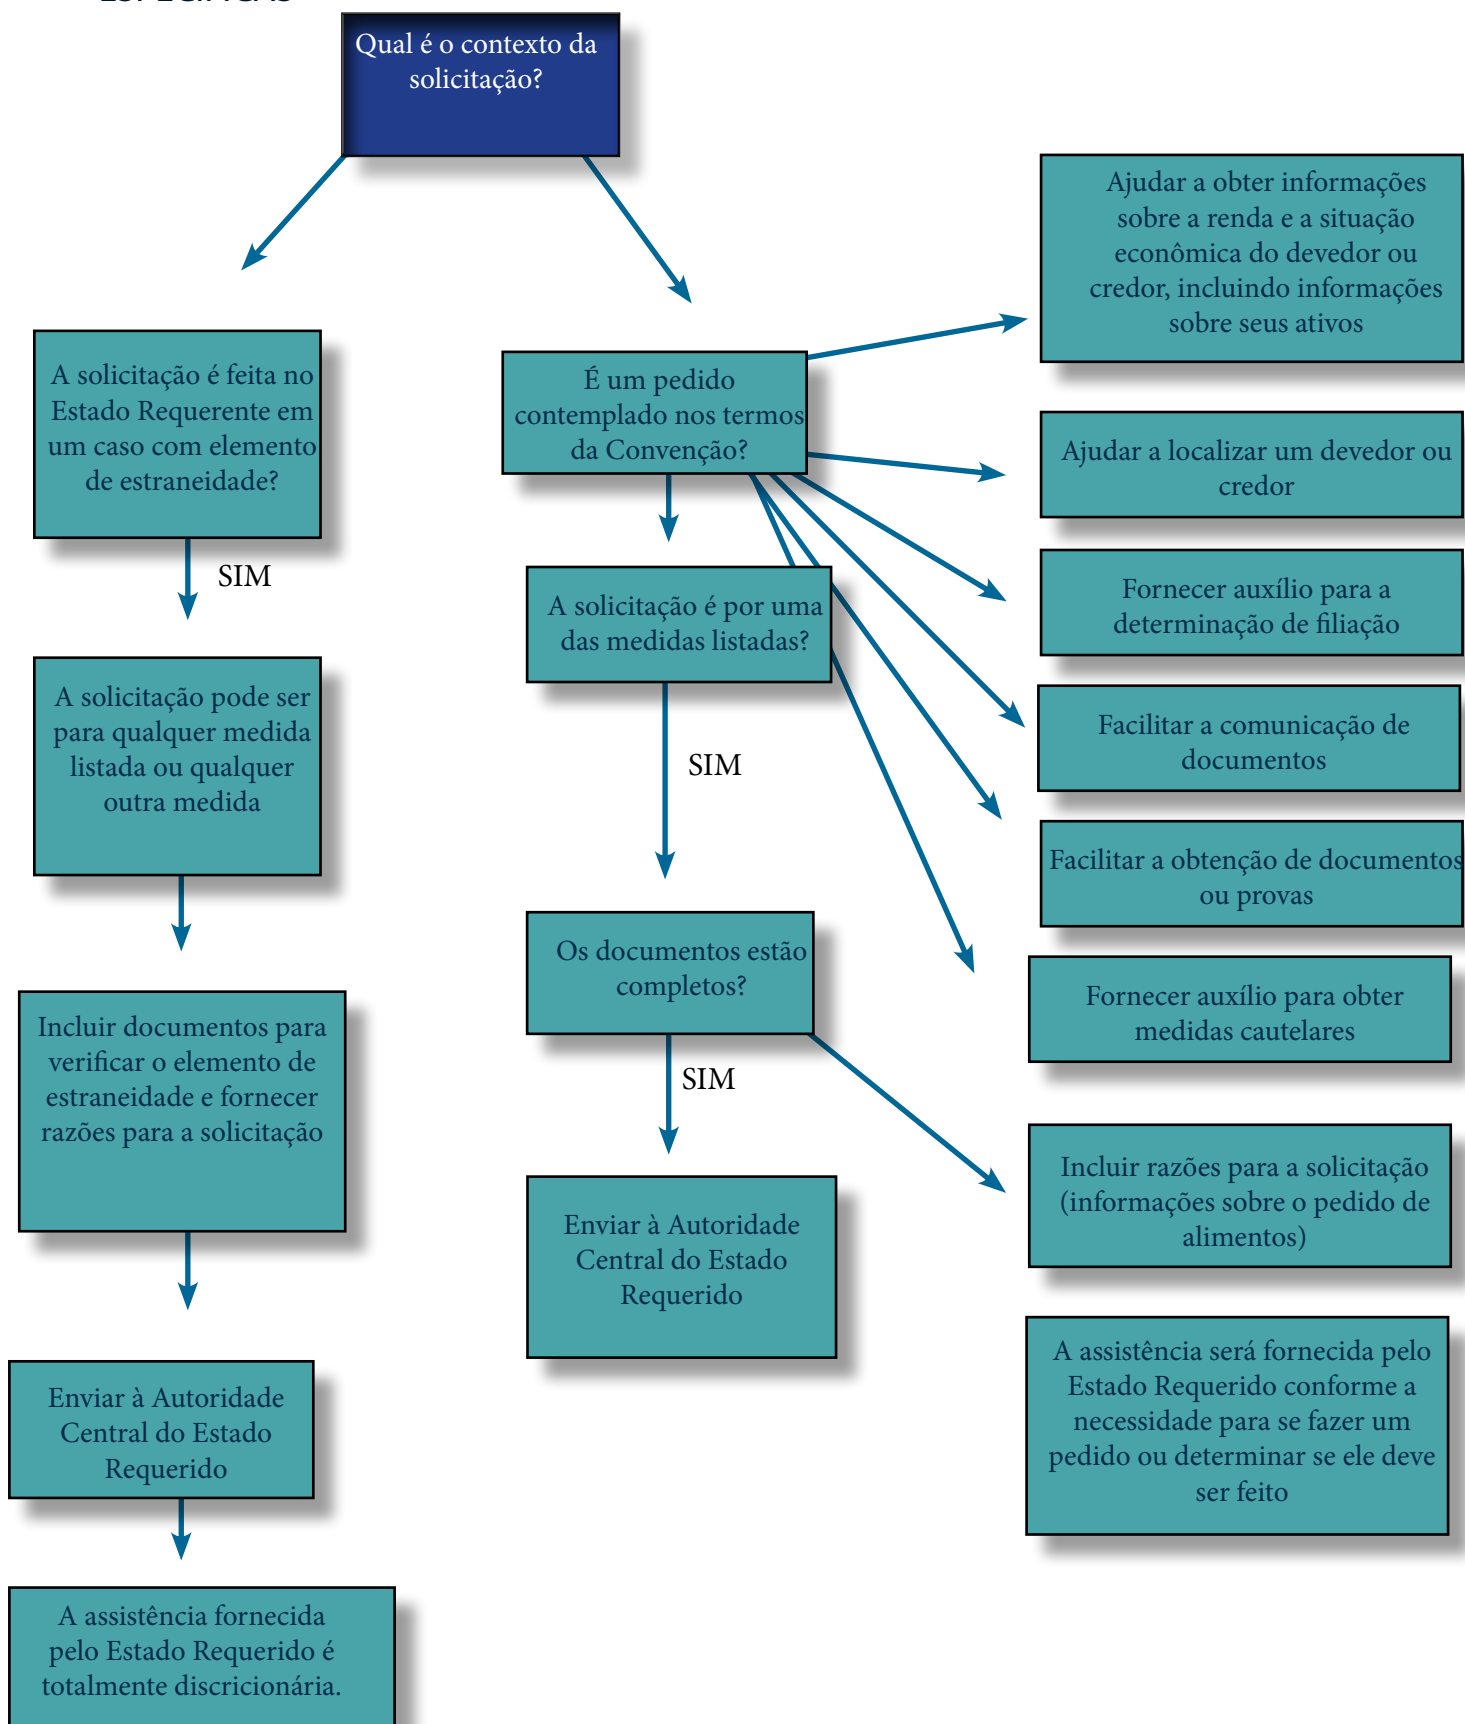 Qual é o contexto da
solicitação?
A solicitação é feita no
Estado Requerente em
um caso com elemento
de estraneidade?
SIM
A solicitação pode ser
para qualquer medida
listada ou qualquer
outra medida
Incluir documentos para
verificar o elemento de
estraneidade e fornecer
razões para a solicitação
Enviar à Autoridade
Central do Estado
Requerido
A assistência fornecida
pelo Estado Requerido é
totalmente discricionária.
É um pedido
contemplado nos termos
da Convenção?
A solicitação é por uma
das medidas listadas?
SIM
Os documentos estão
completos?
SIM
Enviar à Autoridade
Central do Estado
Requerido
Ajudar a obter informações
sobre a renda e a situação
econômica do devedor ou
credor, incluindo informações
sobre seus ativos
Ajudar a localizar um devedor ou
credor
Fornecer auxílio para a
determinação de filiação
Facilitar a comunicação de
documentos
Facilitar a obtenção de documentos
ou provas
Fornecer auxílio para obter
medidas cautelares
Incluir razões para a solicitação
(informações sobre o pedido de
alimentos)
A assistência será fornecida pelo
Estado Requerido conforme a
necessidade para se fazer um
pedido ou determinar se ele deve
ser feito